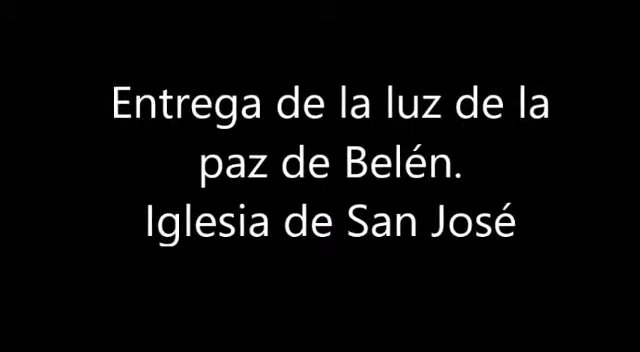 Entrega de la luz de la
paz de Belén.
Iglesia de San José